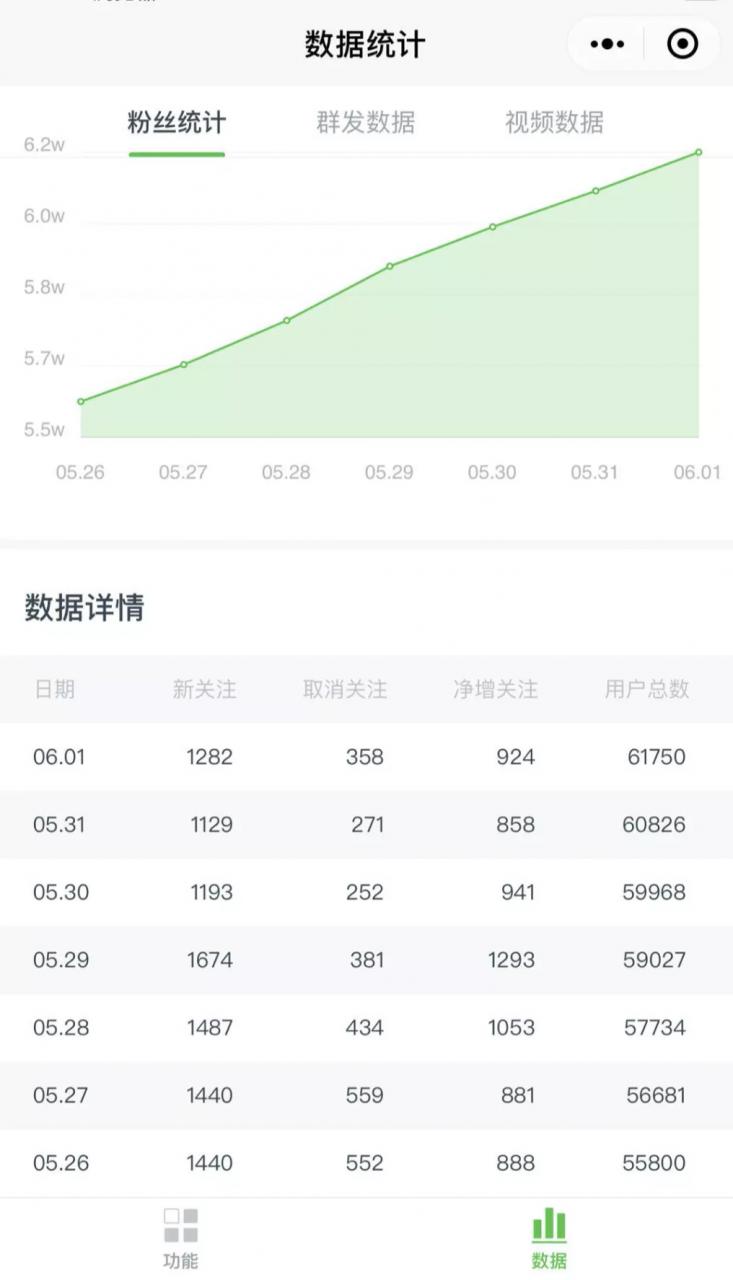 数据统计
粉丝统计 群发数据 视频数据
6.2w
6.0w
5.8w
5.7w
5.5w
05.26 05.27 05.28 05.29 05.30 05.31 06.01
数据详情
日期 新关注 取消关注 净增关注 用户总数
06.01 1282 358 924 61750
05.31 1129 271 858 60826
05.30 1193 252 941 59968
05.29 1674 381 1293 59027
05.28 1487 434 1053 57734
05.27 1440 559 881 56681
05.26 1440 552 888 55800
功能 数据